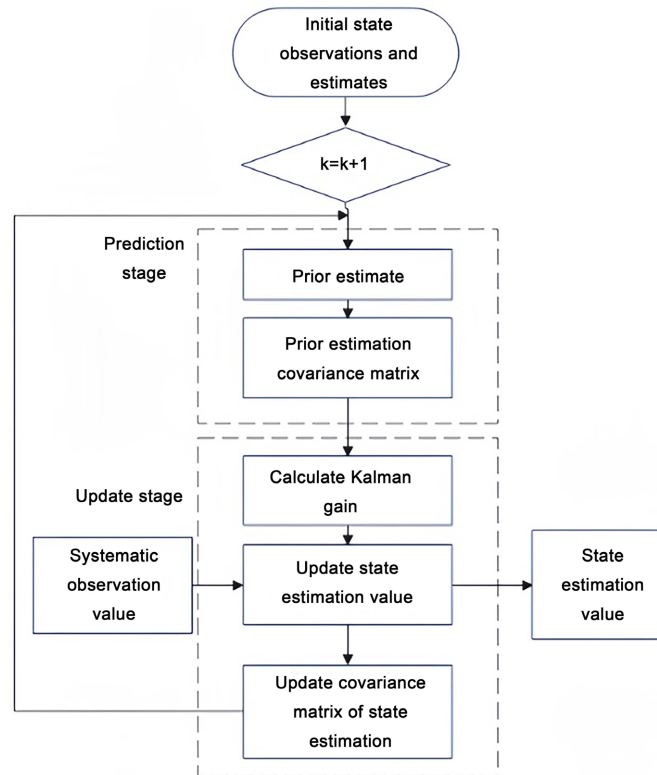 Initial state
observations and
estimates
k=k+1
Prediction
stage
Prior estimate
Prior estimation
covariance matrix
Calculate Kalman
gain
Update stage
Systematic
observation
value
Update state
estimation value
State
estimation
value
Update covariance
matrix of state
estimation